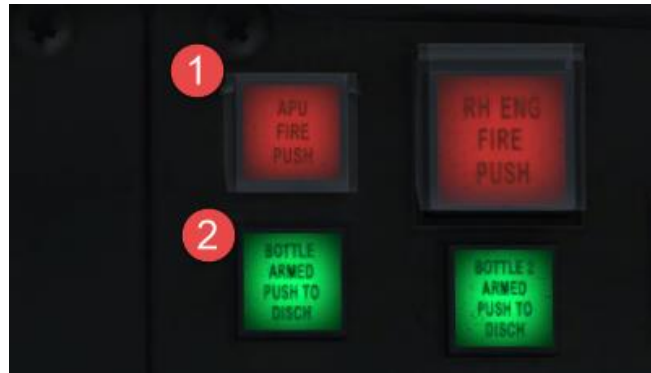 1
APU
FIRE
PUSH
RH ENG
FIRE
PUSH
2
BOTTLE
ARMED
PUSH TO
DISCH
BOTTLE 2
ARMED
PUSH TO
DISCH